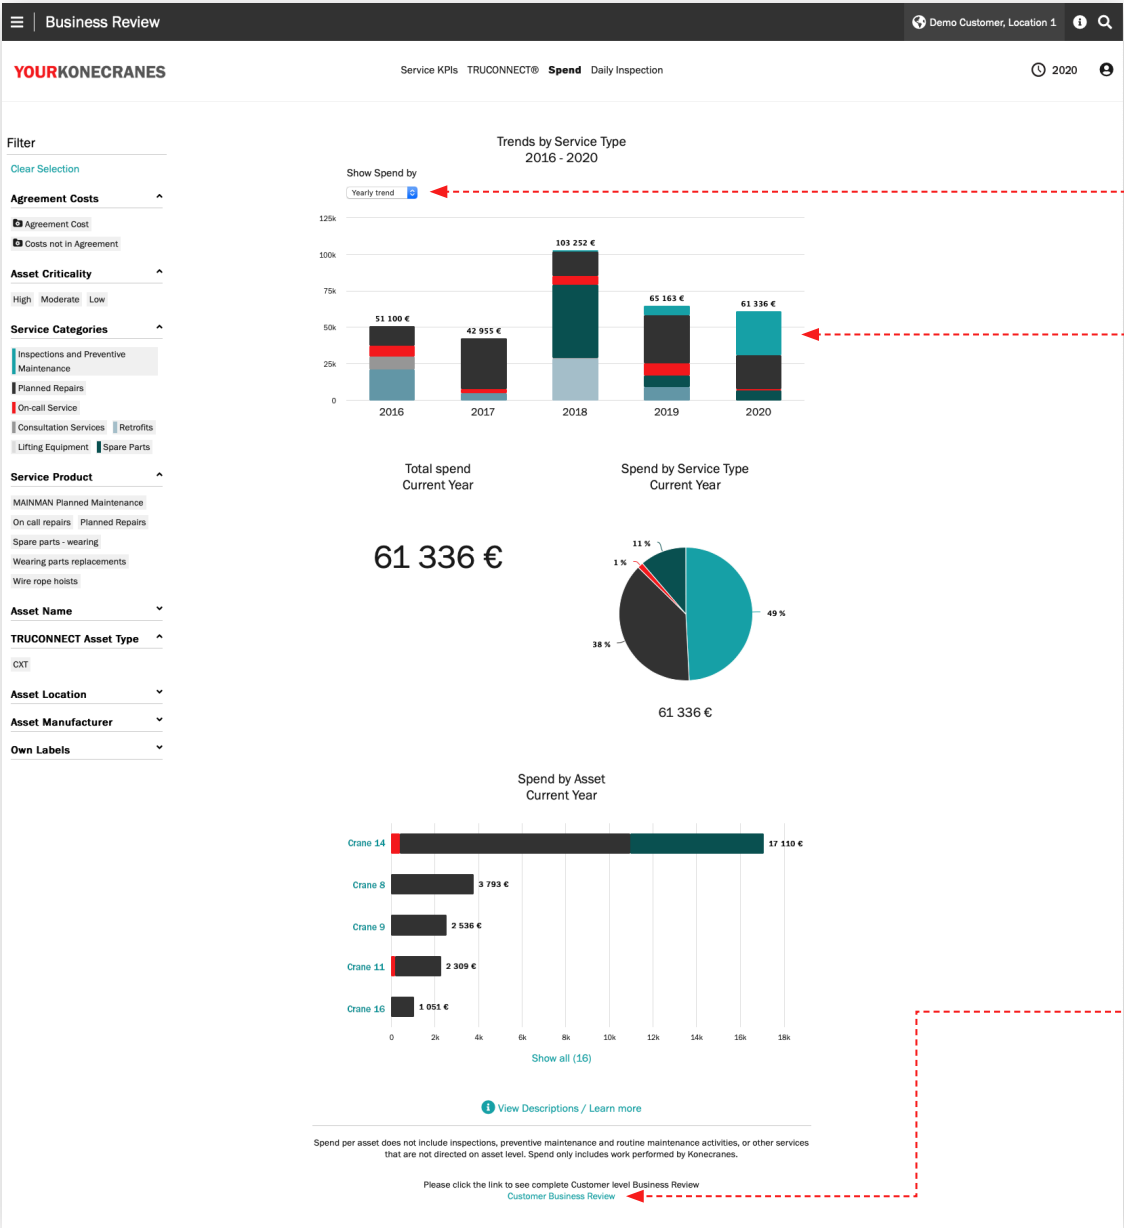 Business Review
Demo Customer, Location 1
YOURKONECRANES
Service KPIs TRUCONNECT® Spend Daily Inspection
2020
Filter
Clear Selection
Agreement Costs
Agreement Cost
Costs not in Agreement
Asset Criticality
High Moderate Low
Service Categories
Inspections and Preventive
Maintenance
Planned Repairs
On-call Service
Consultation Services Retrofits
Lifting Equipment Spare Parts
Service Product
MAINMAN Planned Maintenance
On call repairs Planned Repairs
Spare parts - wearing
Wearing parts replacements
Wire rope hoists
Asset Name
TRUCONNECT Asset Type
CXT
Asset Location
Asset Manufacturer
Own Labels
Trends by Service Type
2016 - 2020
Show Spend by
Yearly trend
125k
100k
75k
50k
25k
0
51 100 €
42 955 €
103 252 €
65 163 €
61 336 €
2016 2017 2018 2019 2020
Total spend
Current Year
61 336 €
Spend by Service Type
Current Year
11 %
1 %
49 %
38 %
61 336 €
Spend by Asset
Current Year
Crane 14 17 110 €
Crane 8 3 793 €
Crane 9 2 536 €
Crane 11 2 309 €
Crane 16 1 051 €
0 2k 4k 6k 8k 10k 12k 14k 16k 18k
Show all (16)
View Descriptions / Learn more
Spend per asset does not include inspections, preventive maintenance and routine maintenance activities, or other services
that are not directed on asset level. Spend only includes work performed by Konecranes.
Please click the link to see complete Customer level Business Review
Customer Business Review